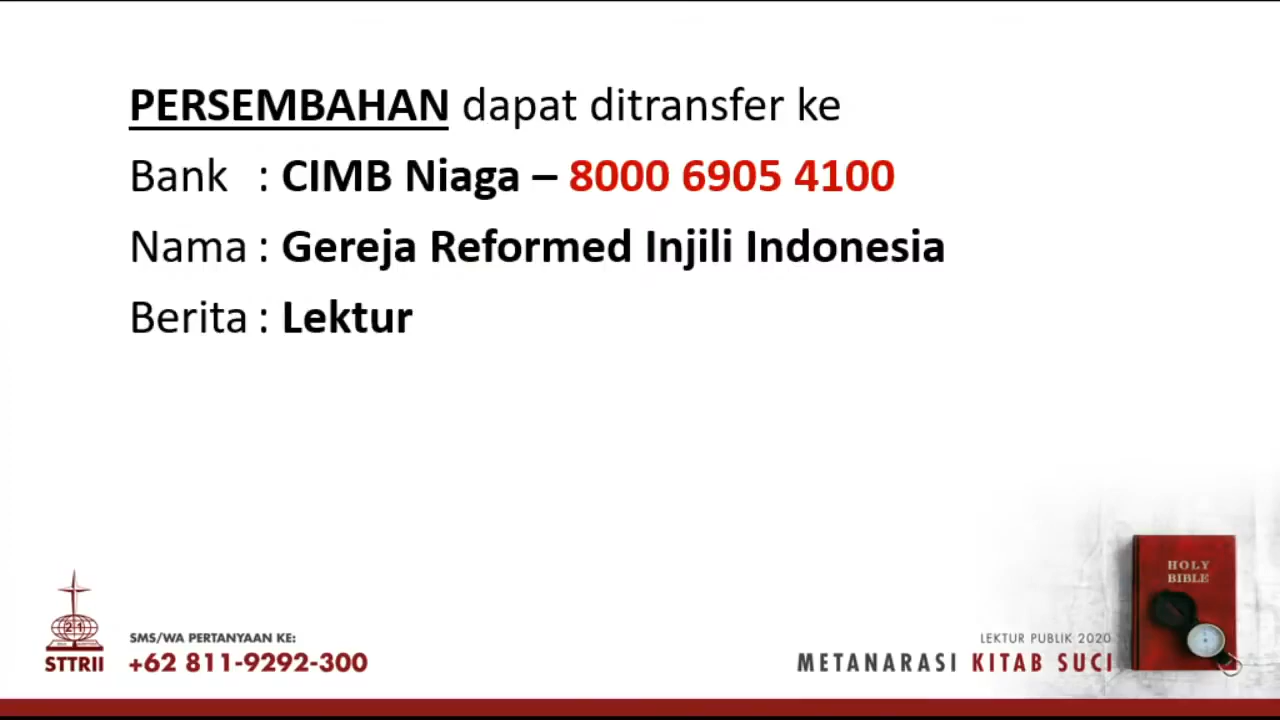 PERSEMBAHAN dapat ditransfer ke
Bank : CIMB Niaga – 8000 6905 4100
Nama : Gereja Reformed Injili Indonesia
Berita : Lektur
HOLY
BIBLE
21
STTRII
SMS/WA PERTANYAAN KE:
+62 811-9292-300
LEKTUR PUBLIK 2020
METANARASI KITAB SUCI